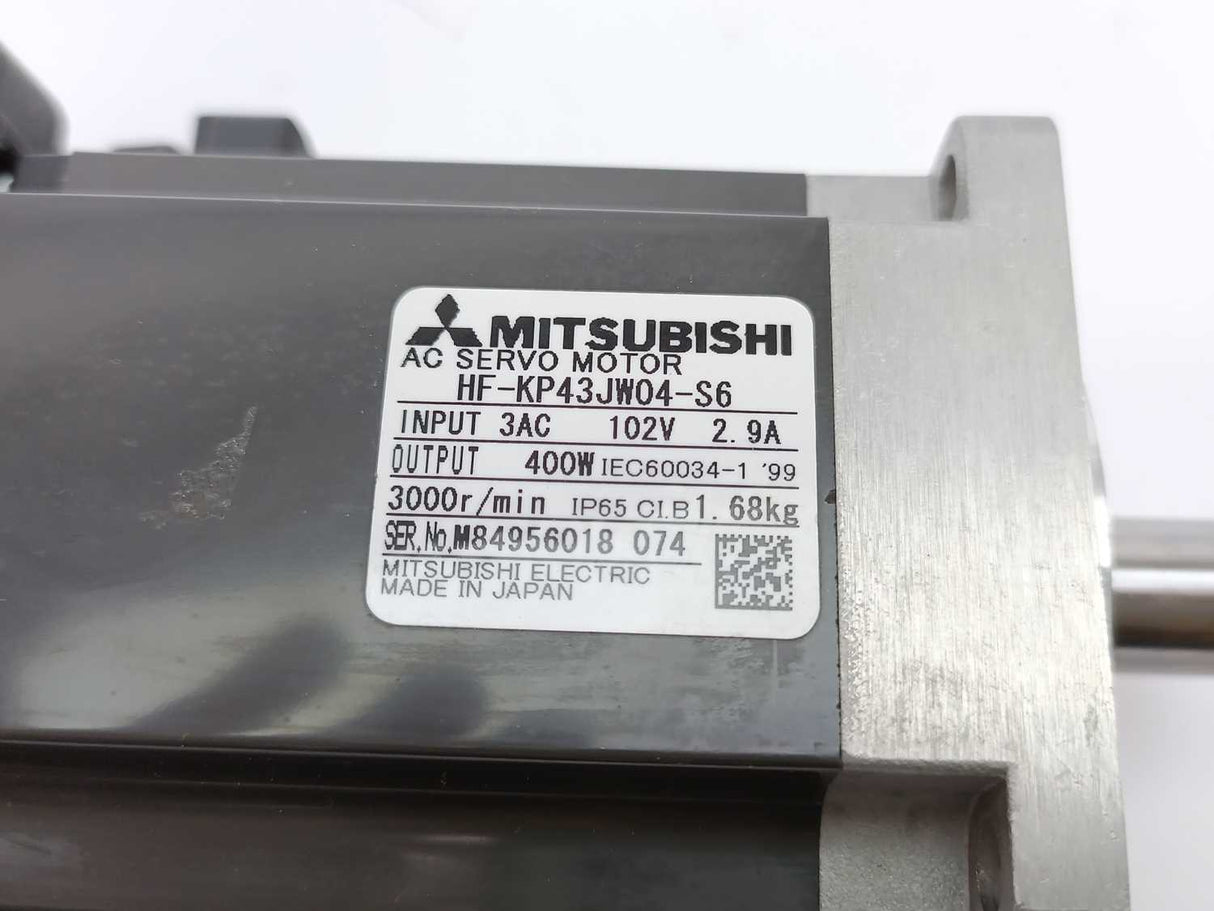 MITSUBISHI
AC SERVO MOTOR
HF-KP43JW04-S6
INPUT 3AC 102V 2.9A
OUTPUT 400W IEC60034-1 '99
3000r/min IP65 CI.B 1.68kg
SER.No.M84956018 074
MITSUBISHI ELECTRIC
MADE IN JAPAN